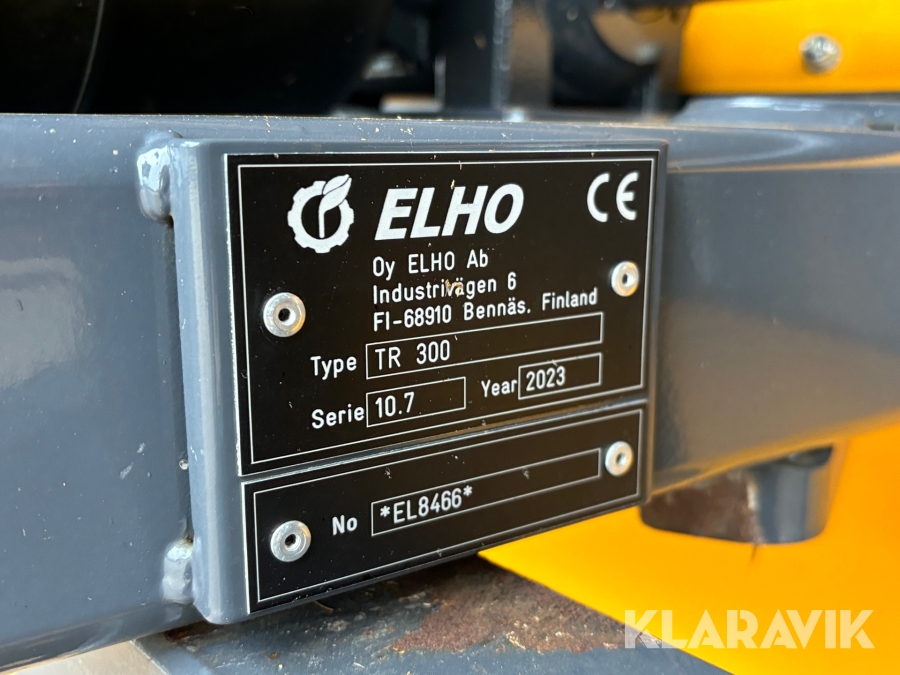 ELHO CE
Oy ELHO Ab
Industrivägen 6
FI-68910 Bennäs. Finland
Type TR 300
Serie 10.7 Year 2023
No *EL8466*
KLARAVIK